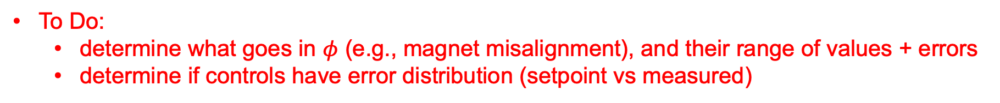 • To Do:
• determine what goes in ϕ (e.g., magnet misalignment), and their range of values + errors
• determine if controls have error distribution (setpoint vs measured)